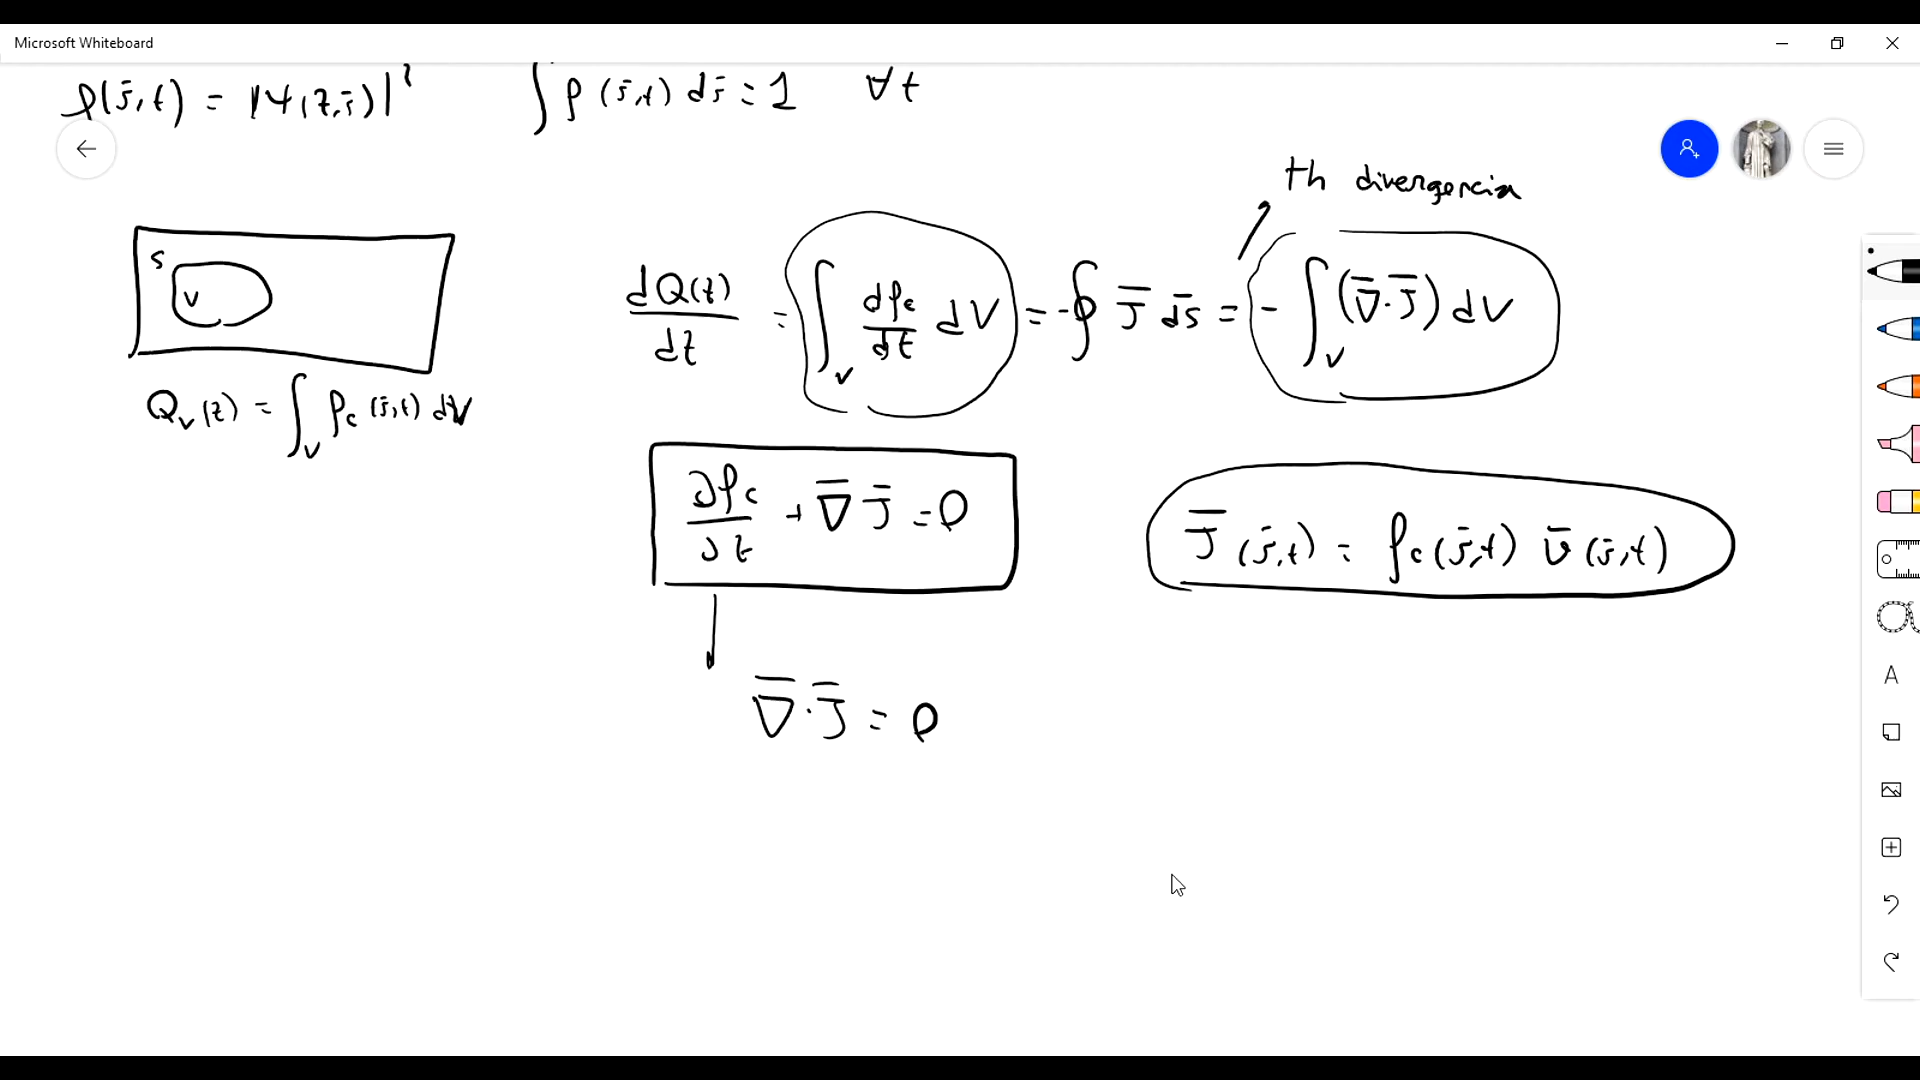 Microsoft Whiteboard
ρ(r̄,t) = |Ψ(t,r̄)|²   ∫ρ(r̄,t) dr̄ = 1   ∀t
th divergencia
S
V
dQ(t)/dt = ∫_V dρc/dt dV = -∮ J̄ ds̄ = -∫_V (∇̄·J̄) dV
Q_V(t) = ∫_V ρc(r̄,t) dV
∂ρc/∂t + ∇̄ J̄ = 0
J̄(r̄,t) = ρc(r̄,t) v̄(r̄,t)
∇̄·J̄ = 0
A